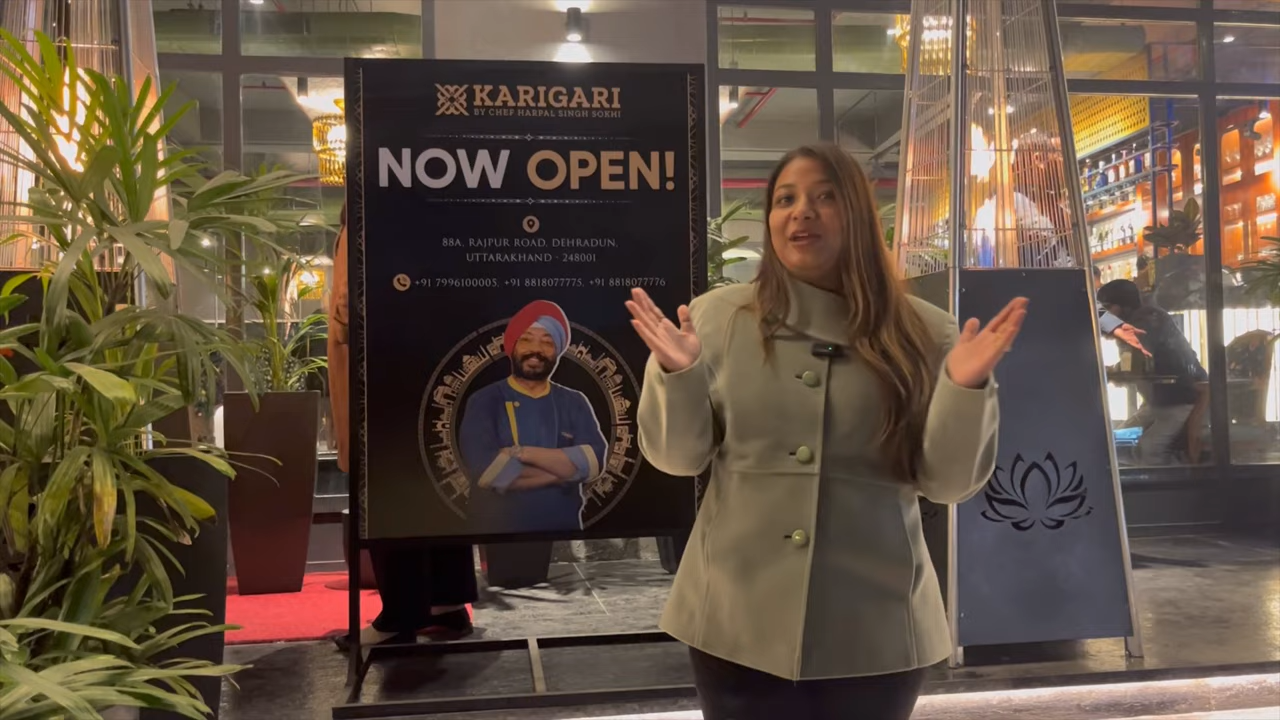 KARIGARI
BY CHEF HARPAL SINGH SOKHI
NOW OPEN!
88A, RAJPUR ROAD, DEHRADUN,
UTTARAKHAND - 248001
+91 7996100005, +91 8818077775, +91 8818077776